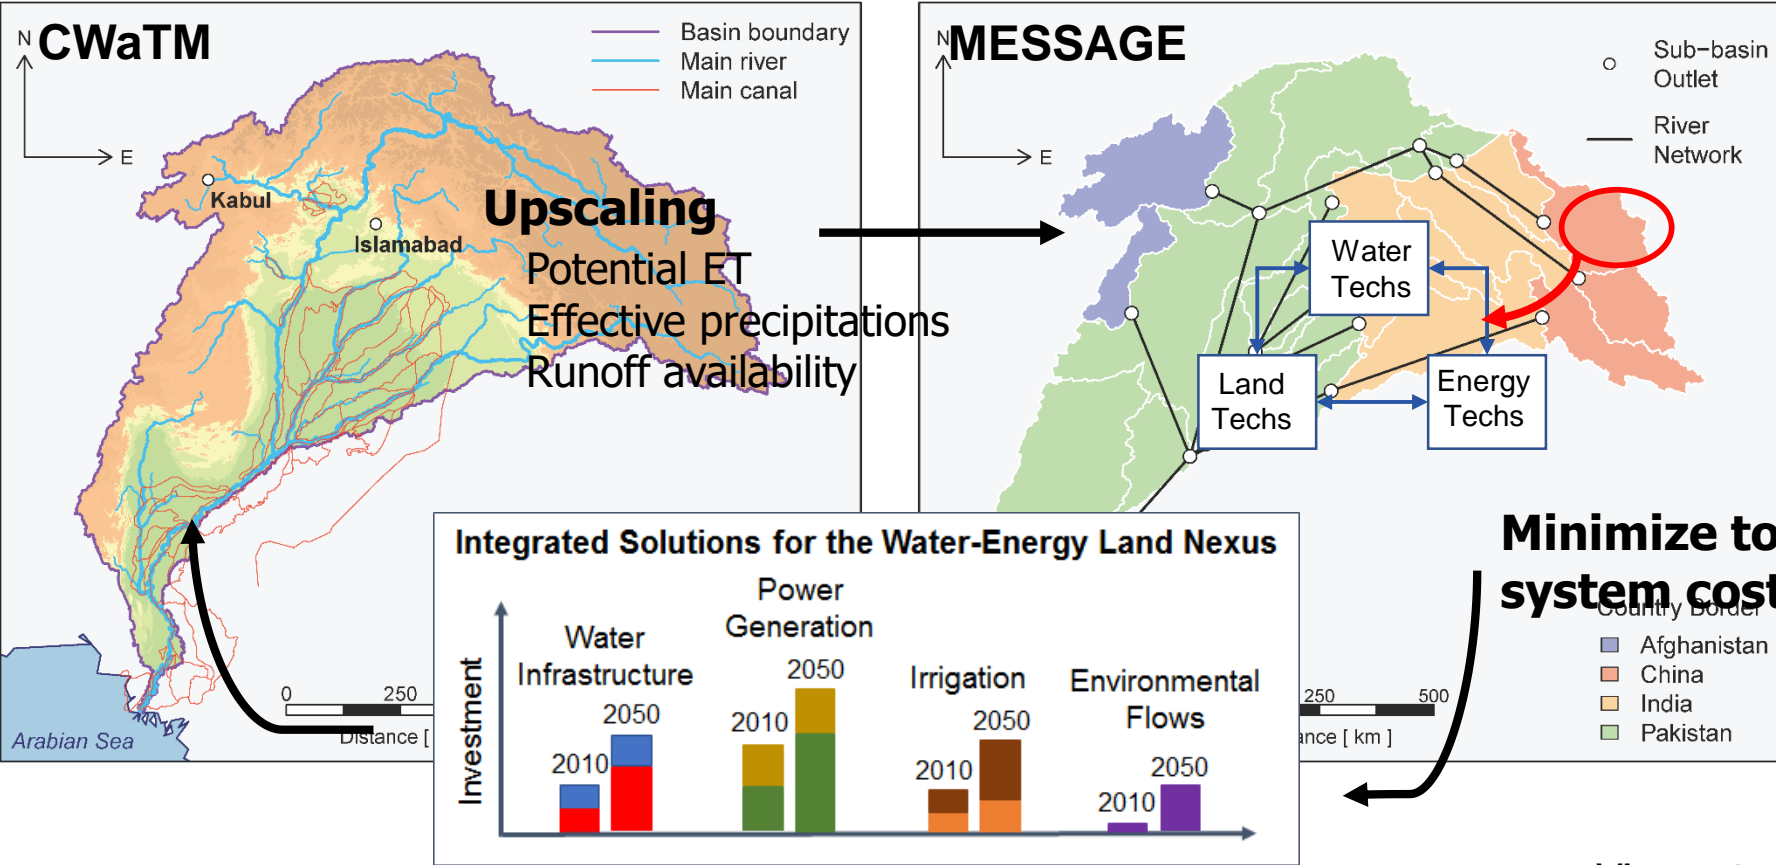 N
CWaTM
E
Basin boundary
Main river
Main canal
Kabul
Islamabad
Arabian Sea
0
250
Distance [
Upscaling
Potential ET
Effective precipitations
Runoff availability
N
MESSAGE
E
Sub-basin
Outlet
River
Network
Water
Techs
Land
Techs
Energy
Techs
Minimize
system
Country Border
Afghanistan
China
India
Pakistan
250
500
[ km ]
Integrated Solutions for the Water-Energy Land Nexus
Investment
Water
Infrastructure
2010
2050
Power
Generation
2010
2050
Irrigation
2010
2050
Environmental
Flows
2010
2050